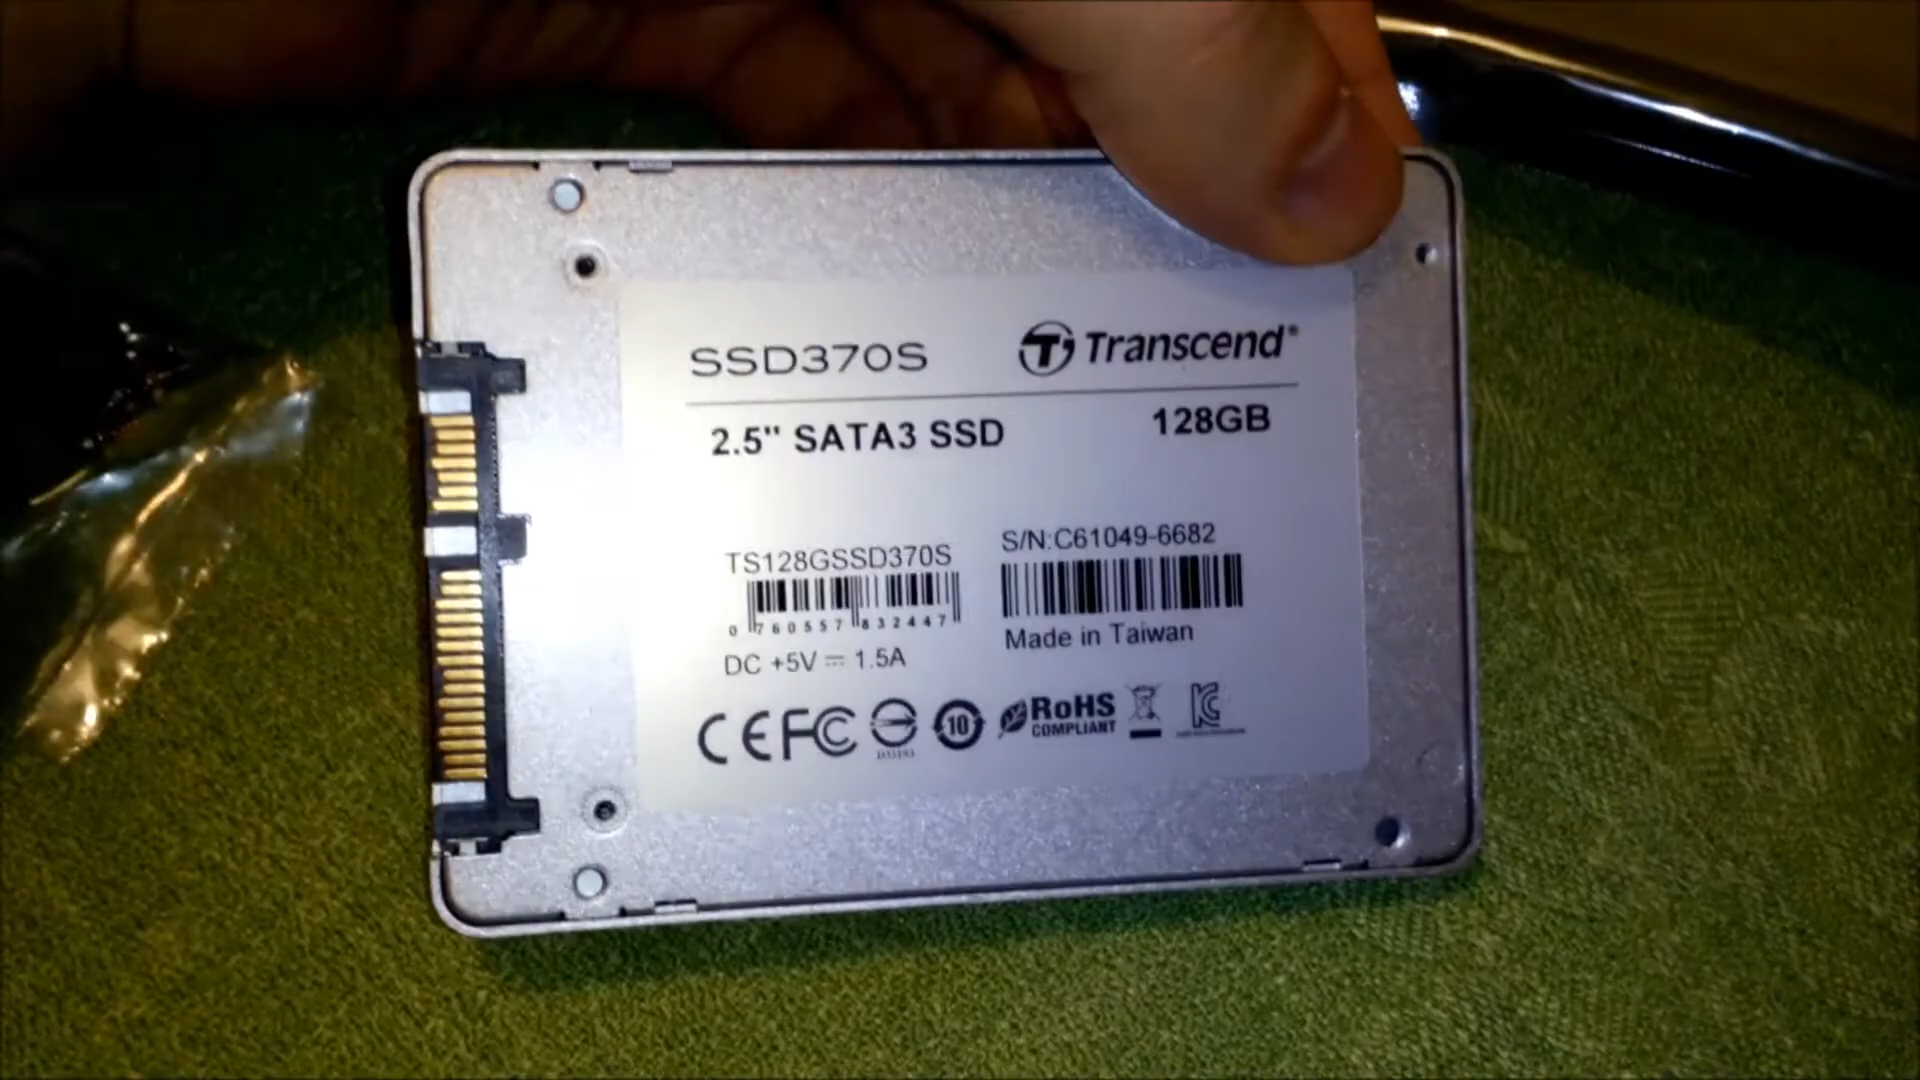 SSD370S Transcend®
2.5" SATA3 SSD 128GB
TS128GSSD370S
S/N:C61049-6682
0 760557 832447
Made in Taiwan
DC +5V ⎓ 1.5A
CE FC 10 RoHS
COMPLIANT